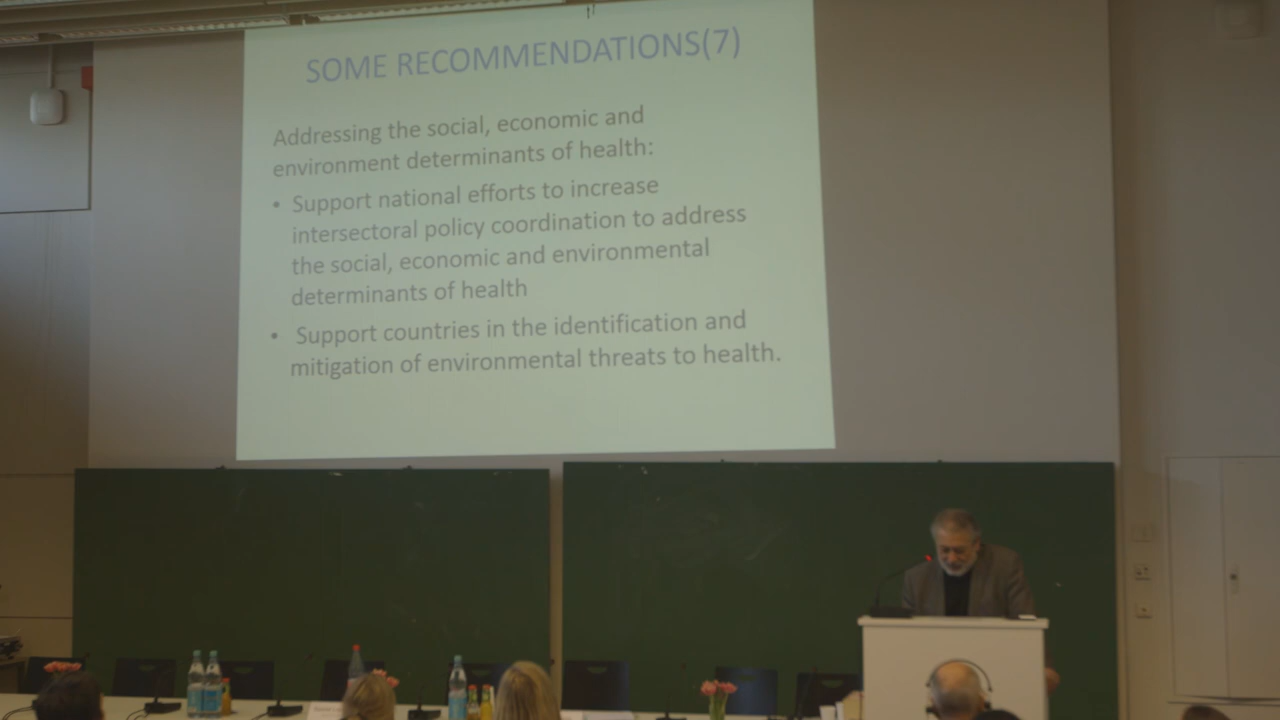 SOME RECOMMENDATIONS(7)
Addressing the social, economic and
environment determinants of health:
• Support national efforts to increase
intersectoral policy coordination to address
the social, economic and environmental
determinants of health
• Support countries in the identification and
mitigation of environmental threats to health.